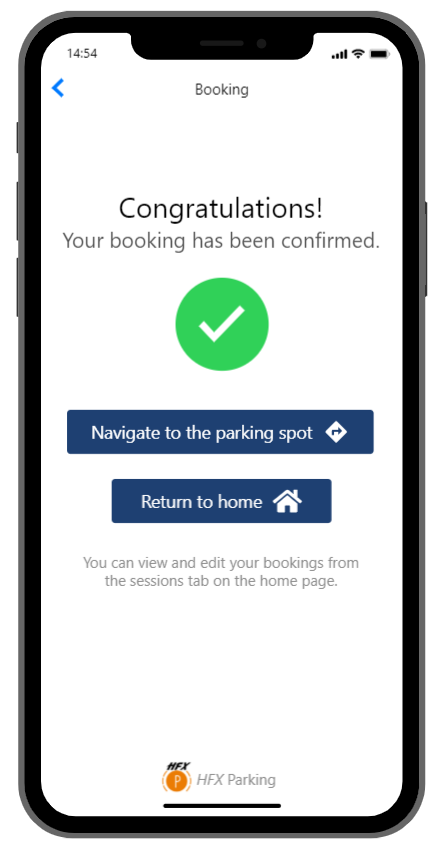 14:54
Booking
Congratulations!
Your booking has been confirmed.
Navigate to the parking spot
Return to home
You can view and edit your bookings from
the sessions tab on the home page.
HFX
P
HFX Parking